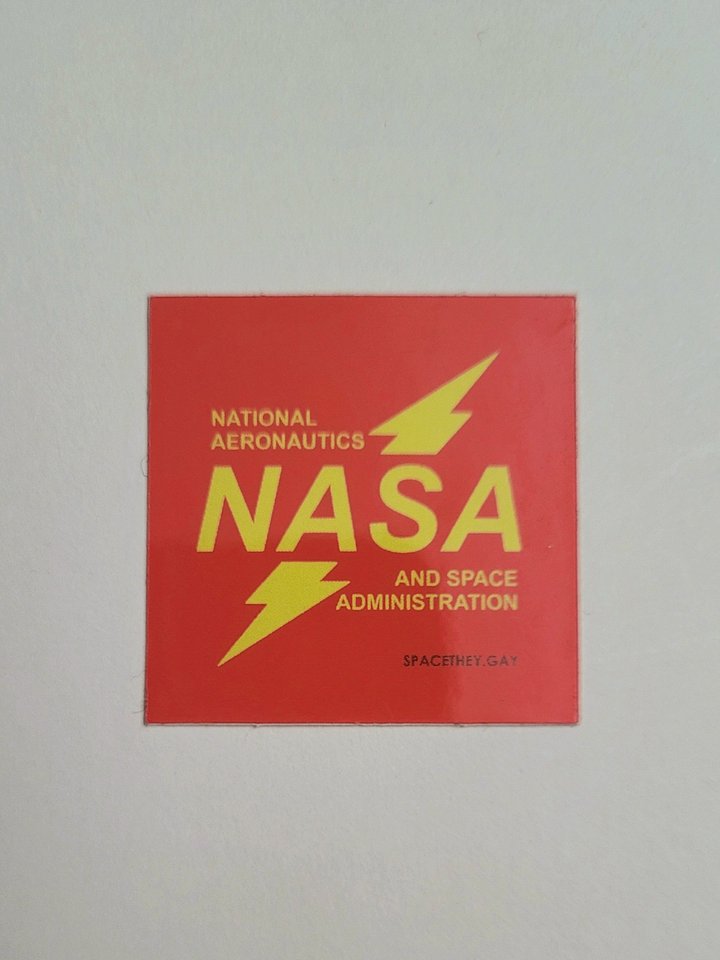 NATIONAL
AERONAUTICS
NASA
AND SPACE
ADMINISTRATION
SPACETHEY.GAY